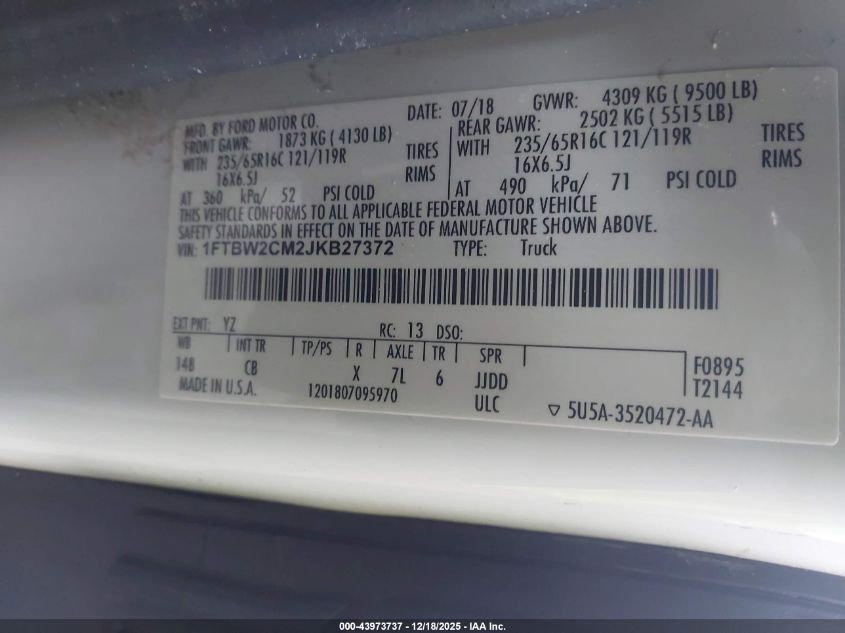 MFD. BY FORD MOTOR CO.
DATE: 07/18 GVWR: 4309 KG ( 9500 LB)
FRONT GAWR: 1873 KG ( 4130 LB)
REAR GAWR: 2502 KG ( 5515 LB)
WITH 235/65R16C 121/119R TIRES
WITH 235/65R16C 121/119R TIRES
16X6.5J RIMS
16X6.5J RIMS
AT 360 kPa/ 52 PSI COLD
AT 490 kPa/ 71 PSI COLD
THIS VEHICLE CONFORMS TO ALL APPLICABLE FEDERAL MOTOR VEHICLE
SAFETY STANDARDS IN EFFECT ON THE DATE OF MANUFACTURE SHOWN ABOVE.
VIN: 1FTBW2CM2JKB27372 TYPE: Truck
EXT PNT: YZ RC: 13 DSO:
WB INT TR TP/PS R AXLE TR SPR
148 CB X 7L 6 JJDD
F0895
T2144
MADE IN U.S.A. 1201807095970 ULC
▽ 5U5A-3520472-AA
000-43973737 - 12/18/2025 - IAA Inc.